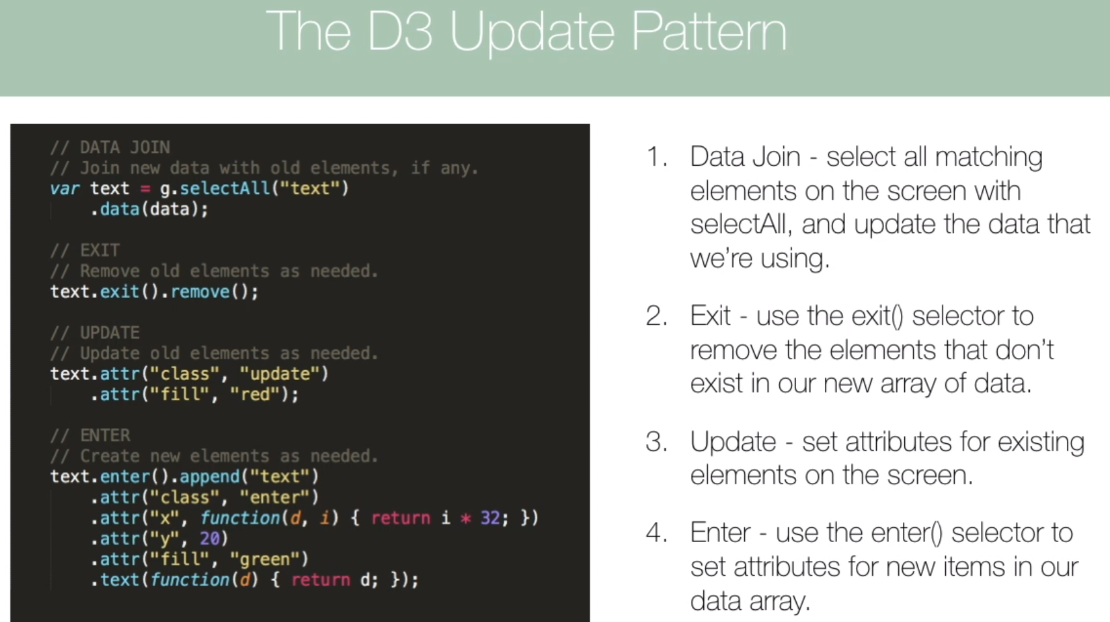 The D3 Update Pattern
// DATA JOIN
// Join new data with old elements, if any.
var text = g.selectAll("text")
    .data(data);
// EXIT
// Remove old elements as needed.
text.exit().remove();
// UPDATE
// Update old elements as needed.
text.attr("class", "update")
    .attr("fill", "red");
// ENTER
// Create new elements as needed.
text.enter().append("text")
    .attr("class", "enter")
    .attr("x", function(d, i) { return i * 32; })
    .attr("y", 20)
    .attr("fill", "green")
    .text(function(d) { return d; });
1. Data Join - select all matching
elements on the screen with
selectAll, and update the data that
we're using.
2. Exit - use the exit() selector to
remove the elements that don't
exist in our new array of data.
3. Update - set attributes for existing
elements on the screen.
4. Enter - use the enter() selector to
set attributes for new items in our
data array.